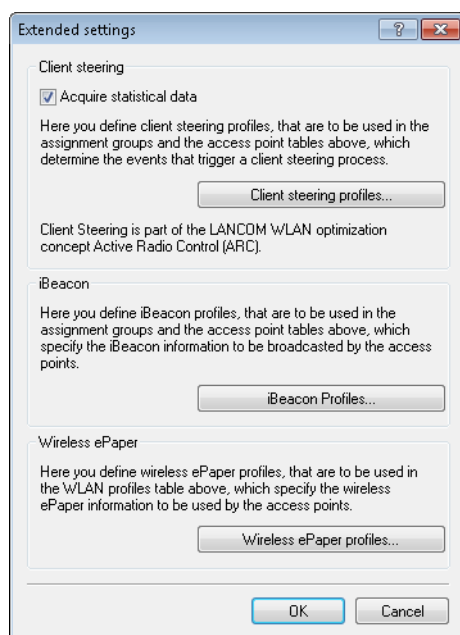 Extended settings
Client steering
Acquire statistical data
Here you define client steering profiles, that are to be used in the
assignment groups and the access point tables above, which
determine the events that trigger a client steering process.
Client steering profiles...
Client Steering is part of the LANCOM WLAN optimization
concept Active Radio Control (ARC).
iBeacon
Here you define iBeacon profiles, that are to be used in the
assignment groups and the access point tables above, which
specify the iBeacon information to be broadcasted by the access
points.
iBeacon Profiles...
Wireless ePaper
Here you define wireless ePaper profiles, that are to be used in
the WLAN profiles table above, which specify the wireless
ePaper information to be used by the access points.
Wireless ePaper profiles...
OK
Cancel